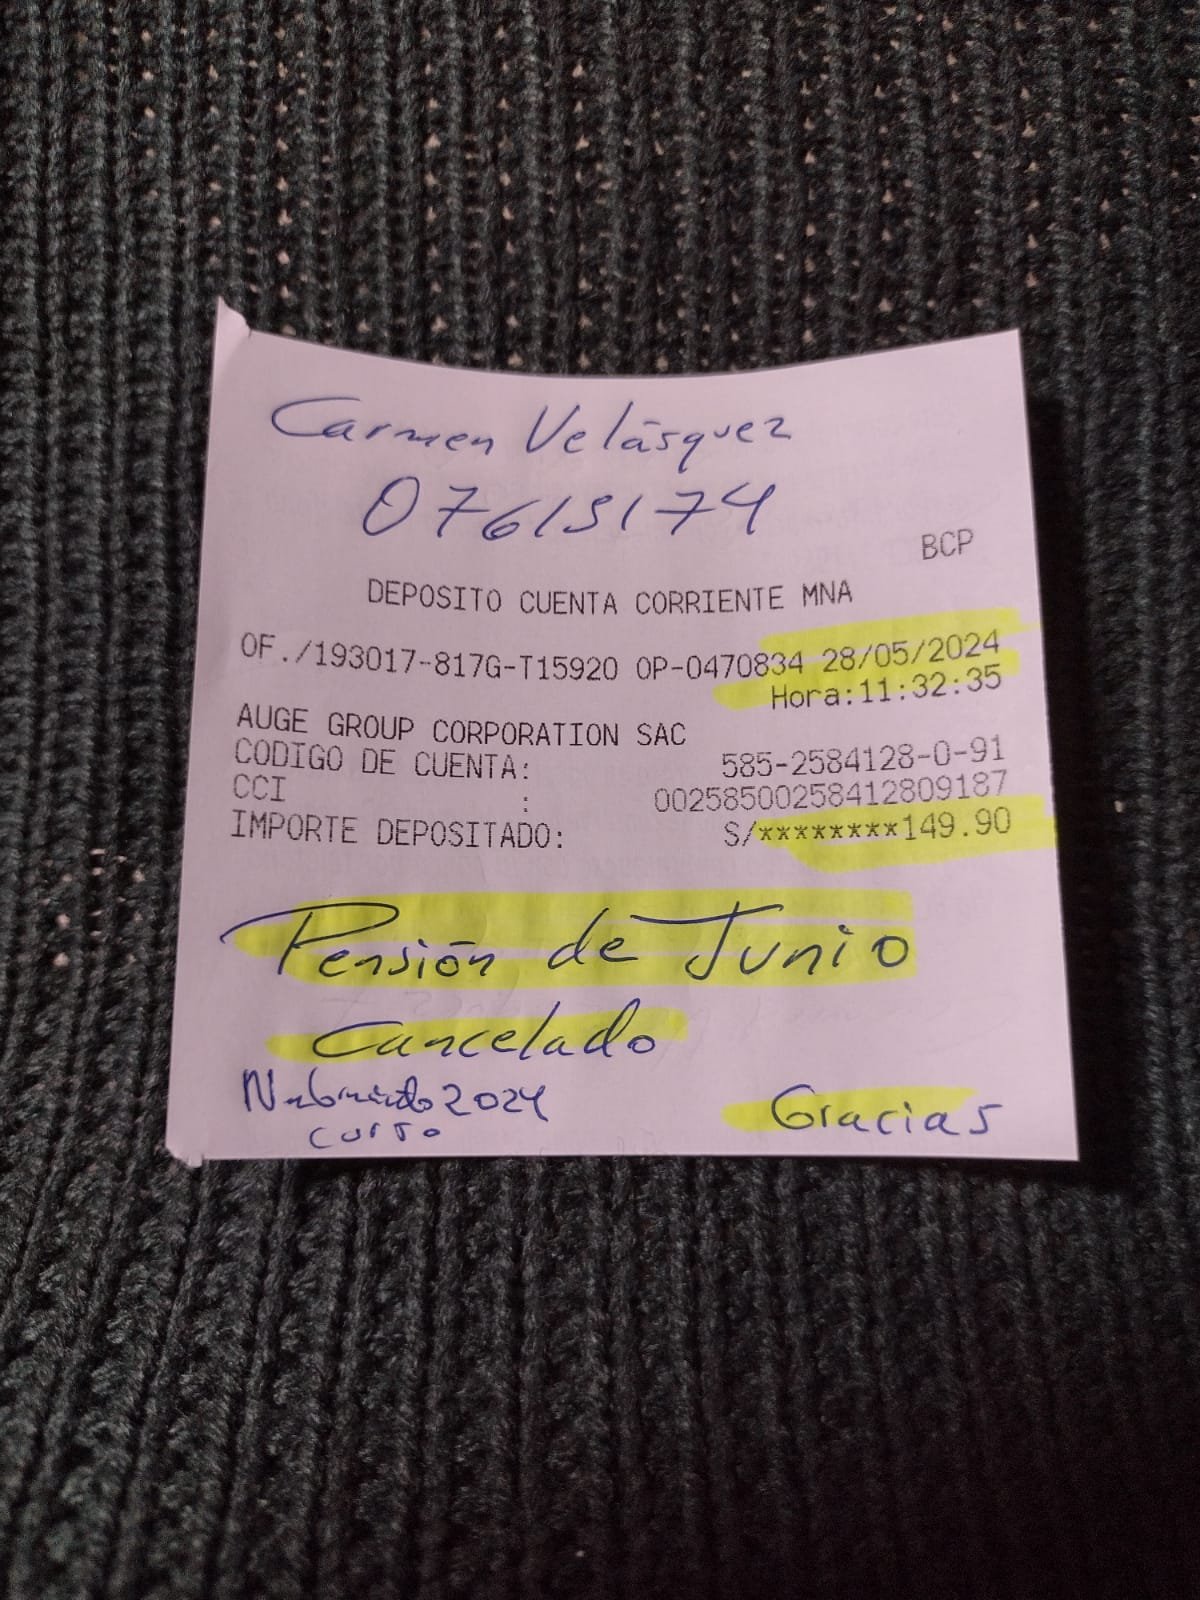 Carmen Velásquez
07615174
BCP
DEPOSITO CUENTA CORRIENTE MNA
OF./193017-817G-T15920 OP-0470834 28/05/2024
Hora:11:32:35
AUGE GROUP CORPORATION SAC
CODIGO DE CUENTA: 585-2584128-0-91
CCI : 00258500258412809187
IMPORTE DEPOSITADO: S/********149.90
Pensión de Junio
cancelado
2024
curso
Gracias